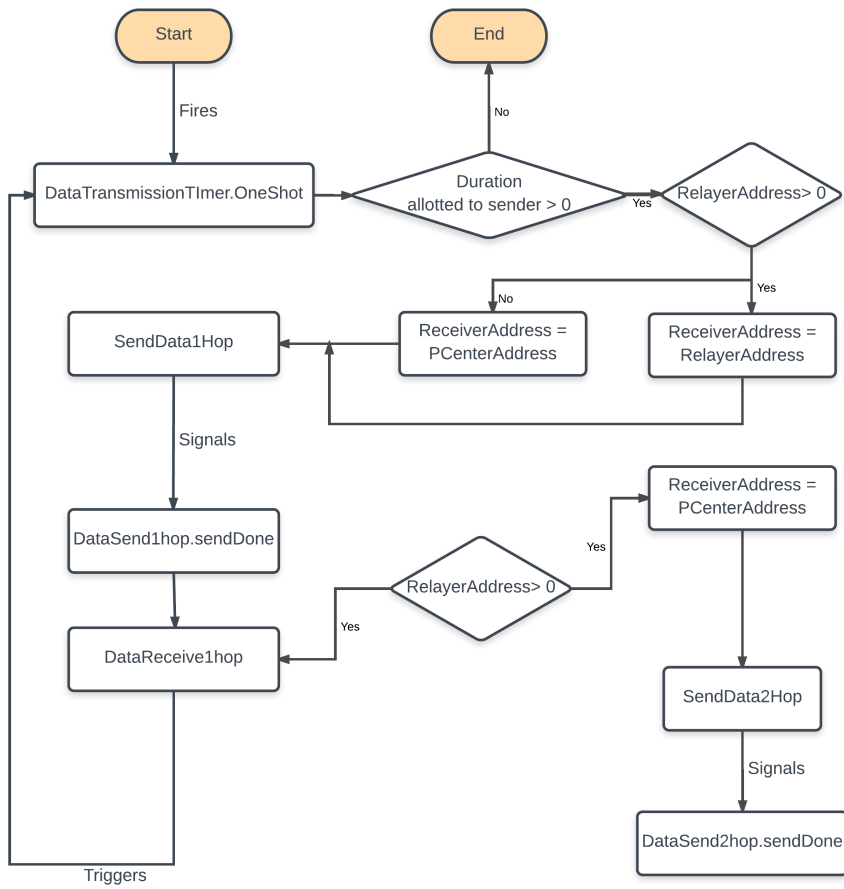 Start
End
Fires
No
DataTransmissionTImer.OneShot
Duration
allotted to sender > 0
Yes
RelayerAddress> 0
Yes
No
SendData1Hop
ReceiverAddress =
PCenterAddress
ReceiverAddress =
RelayerAddress
Signals
ReceiverAddress =
PCenterAddress
DataSend1hop.sendDone
Yes
RelayerAddress> 0
Yes
DataReceive1hop
SendData2Hop
Signals
DataSend2hop.sendDone
Triggers